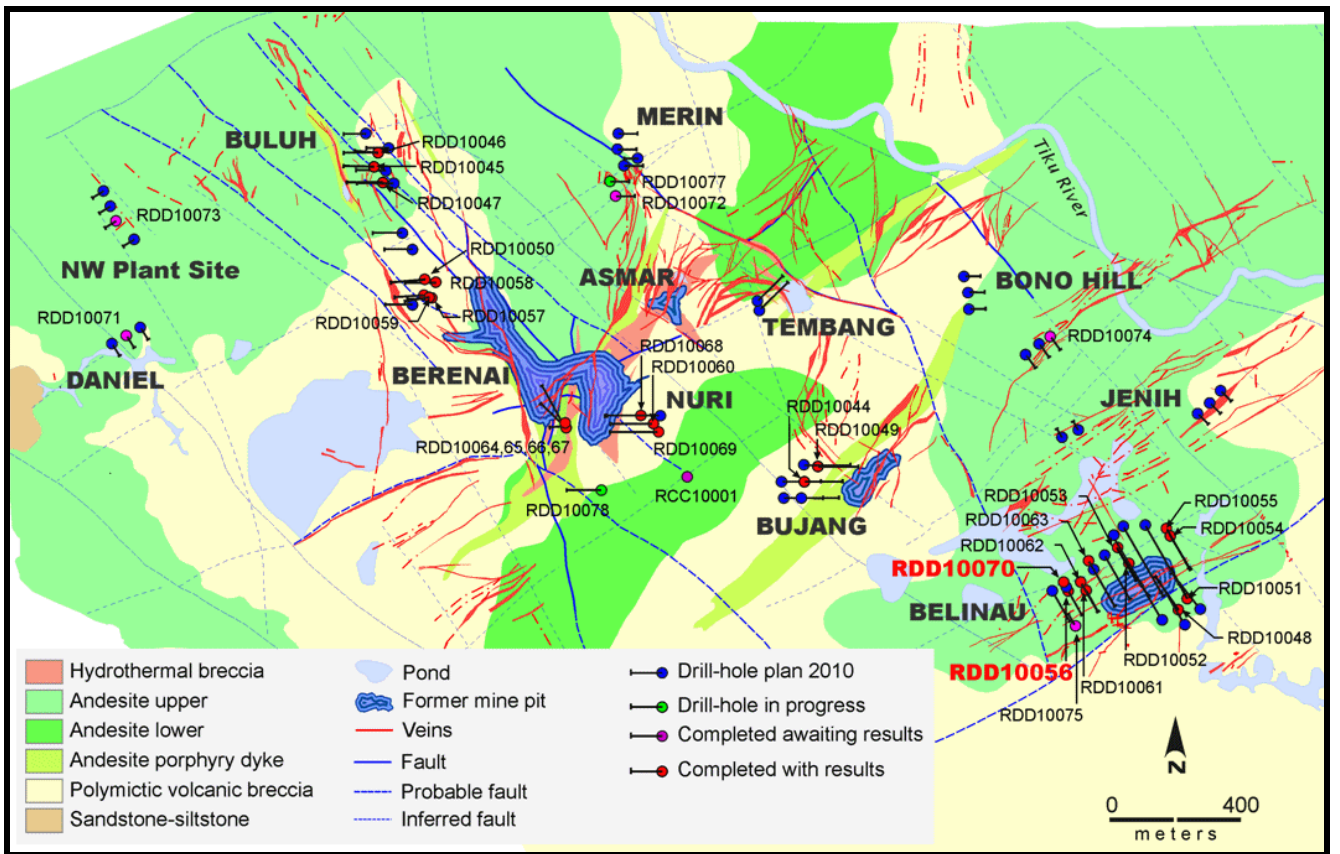 MERIN
BULUH
RDD10046
RDD10045
RDD10047
RDD10077
RDD10072
Tiku River
RDD10073
NW Plant Site
RDD10050
RDD10058
RDD10057
RDD10059
ASMAR
BONO HILL
TEMBANG
RDD10071
DANIEL
BERENAI
RDD10068
RDD10060
NURI
RDD10074
JENIH
RDD10044
RDD10049
RDD10064,65,66,67
RDD10069
RCC10001
RDD10078
BUJANG
RDD10053
RDD10063
RDD10062
RDD10055
RDD10054
RDD10070
BELINAU
RDD10051
RDD10048
RDD10052
RDD10056
RDD10061
RDD10075
Hydrothermal breccia
Andesite upper
Andesite lower
Andesite porphyry dyke
Polymictic volcanic breccia
Sandstone-siltstone
Pond
Former mine pit
Veins
Fault
Probable fault
Inferred fault
Drill-hole plan 2010
Drill-hole in progress
Completed awaiting results
Completed with results
N
0 400
meters